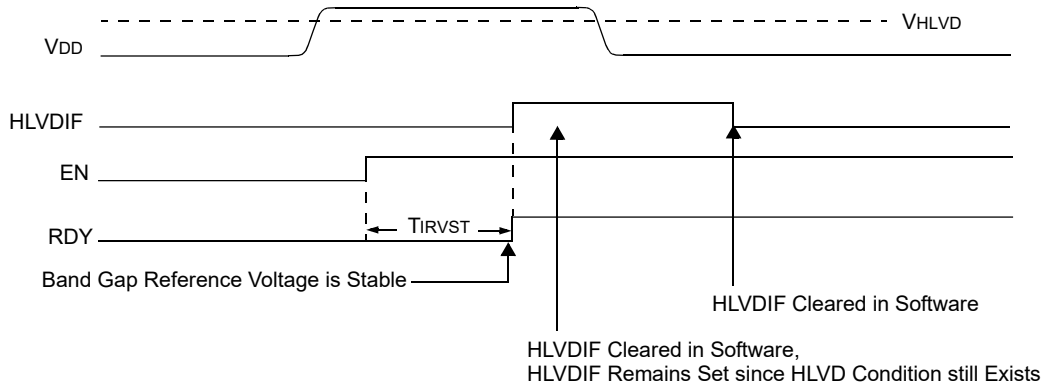 VHLVD
VDD
HLVDIF
EN
TIRVST
RDY
Band Gap Reference Voltage is Stable
HLVDIF Cleared in Software
HLVDIF Cleared in Software,
HLVDIF Remains Set since HLVD Condition still Exists